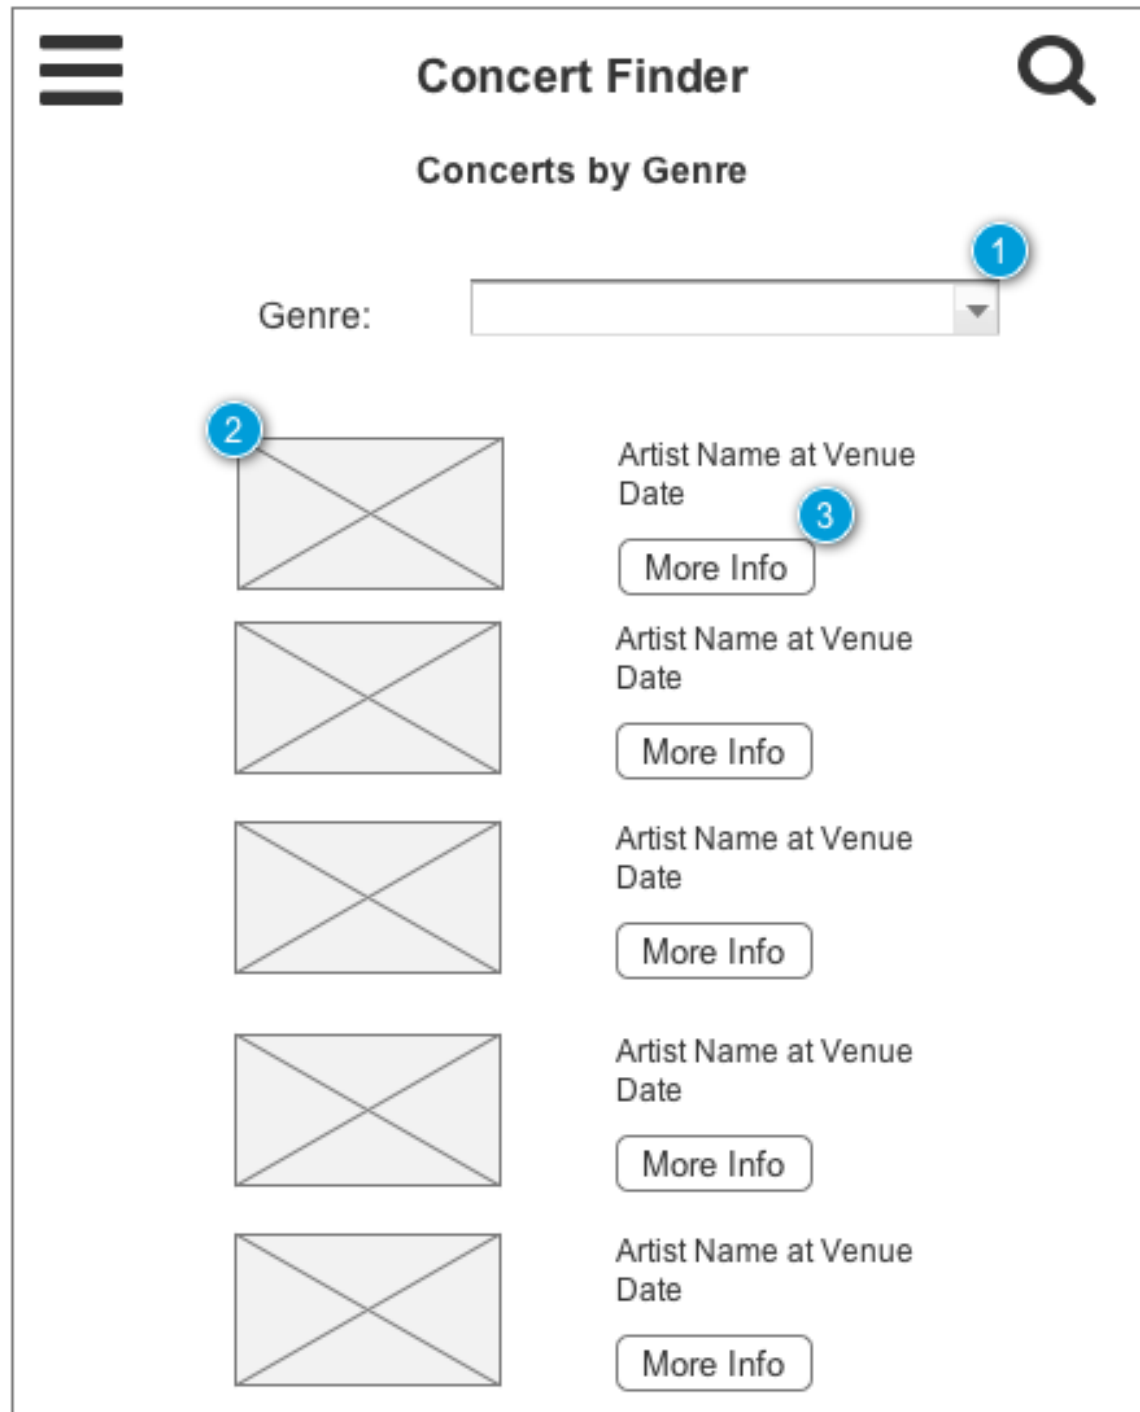 Concert Finder
Concerts by Genre
1
Genre:
2
Artist Name at Venue
Date
3
More Info
Artist Name at Venue
Date
More Info
Artist Name at Venue
Date
More Info
Artist Name at Venue
Date
More Info
Artist Name at Venue
Date
More Info